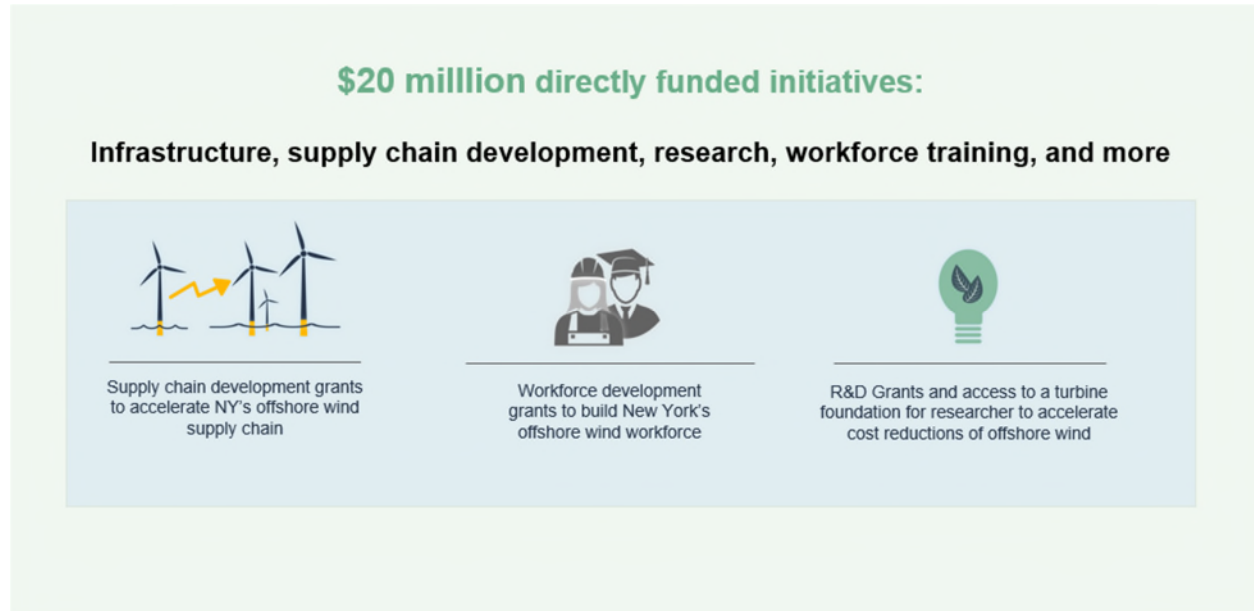 $20 milllion directly funded initiatives:
Infrastructure, supply chain development, research, workforce training, and more
Supply chain development grants
to accelerate NY's offshore wind
supply chain
Workforce development
grants to build New York's
offshore wind workforce
R&D Grants and access to a turbine
foundation for researcher to accelerate
cost reductions of offshore wind